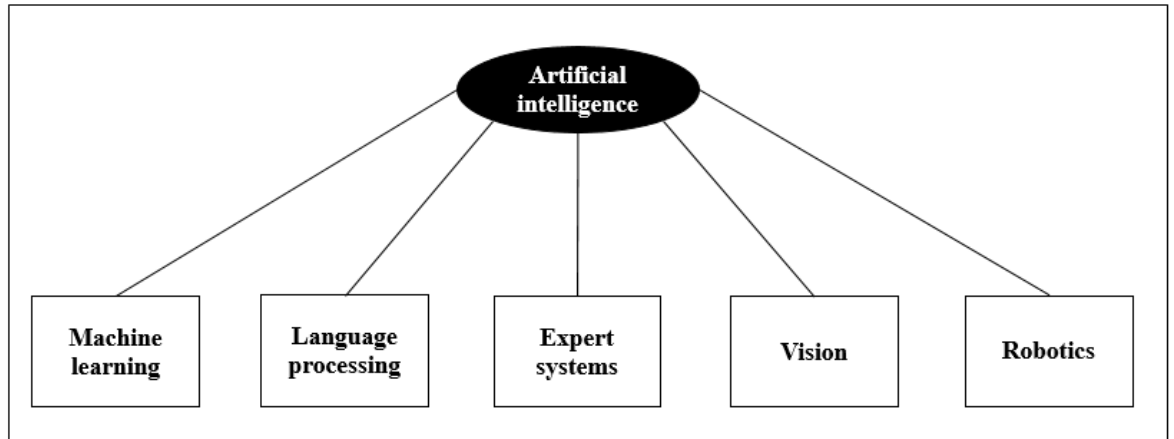 Artificial
intelligence
Machine
learning
Language
processing
Expert
systems
Vision
Robotics